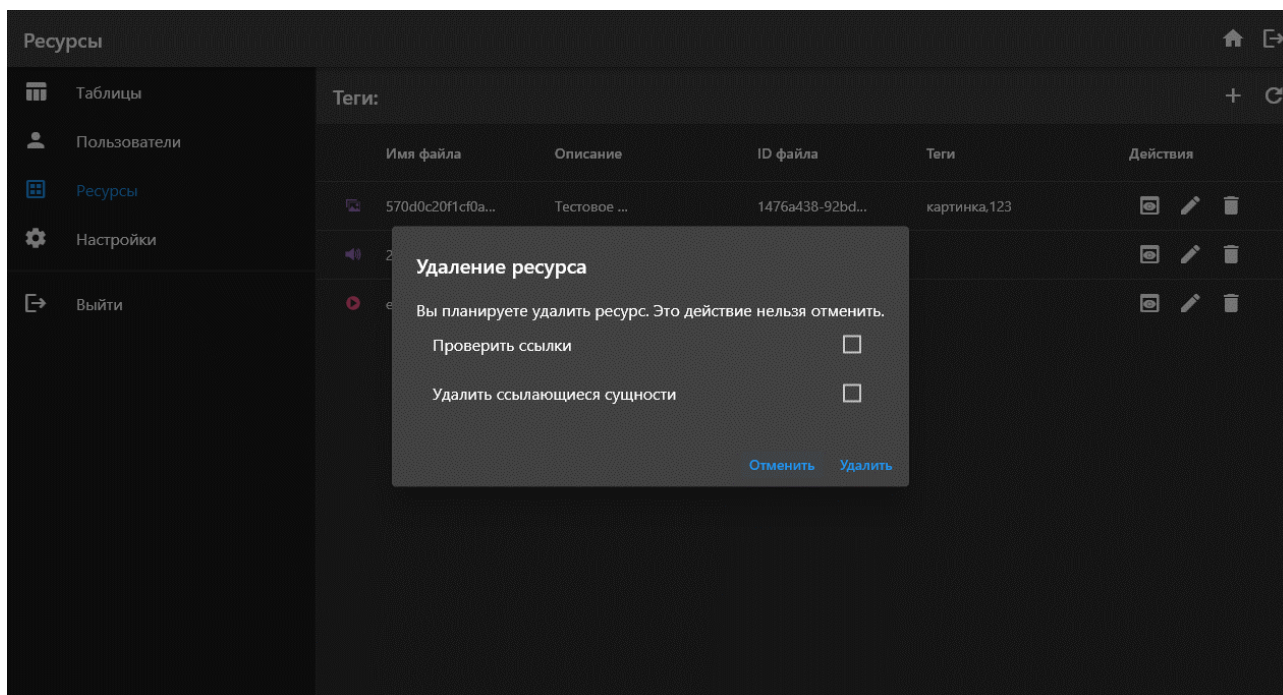 Ресурсы
Таблицы
Теги:
Пользователи
Имя файла Описание ID файла Теги Действия
Ресурсы
570d0c20f1cf0a... Тестовое ... 1476a438-92bd... картинка,123
Настройки
2
Удаление ресурса
Выйти
e
Вы планируете удалить ресурс. Это действие нельзя отменить.
Проверить ссылки
Удалить ссылающиеся сущности
Отменить Удалить